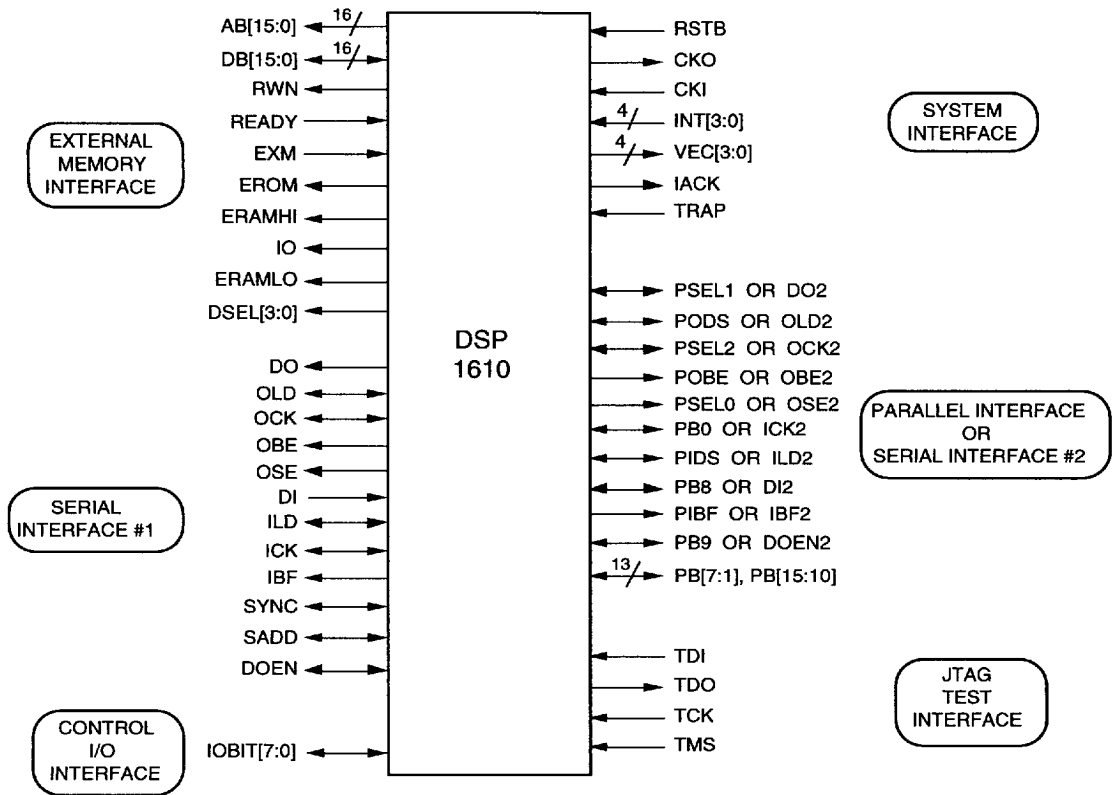 AB[15:0]
16
DB[15:0]
16
RWN
READY
EXM
EROM
ERAMHI
IO
ERAMLO
DSEL[3:0]
EXTERNAL
MEMORY
INTERFACE
DO
OLD
OCK
OBE
OSE
DI
ILD
ICK
IBF
SYNC
SADD
DOEN
SERIAL
INTERFACE #1
IOBIT[7:0]
CONTROL
I/O
INTERFACE
DSP
1610
RSTB
CKO
CKI
4
INT[3:0]
4
VEC[3:0]
IACK
TRAP
SYSTEM
INTERFACE
PSEL1 OR DO2
PODS OR OLD2
PSEL2 OR OCK2
POBE OR OBE2
PSEL0 OR OSE2
PB0 OR ICK2
PIDS OR ILD2
PB8 OR DI2
PIBF OR IBF2
PB9 OR DOEN2
13
PB[7:1], PB[15:10]
PARALLEL INTERFACE
OR
SERIAL INTERFACE #2
TDI
TDO
TCK
TMS
JTAG
TEST
INTERFACE